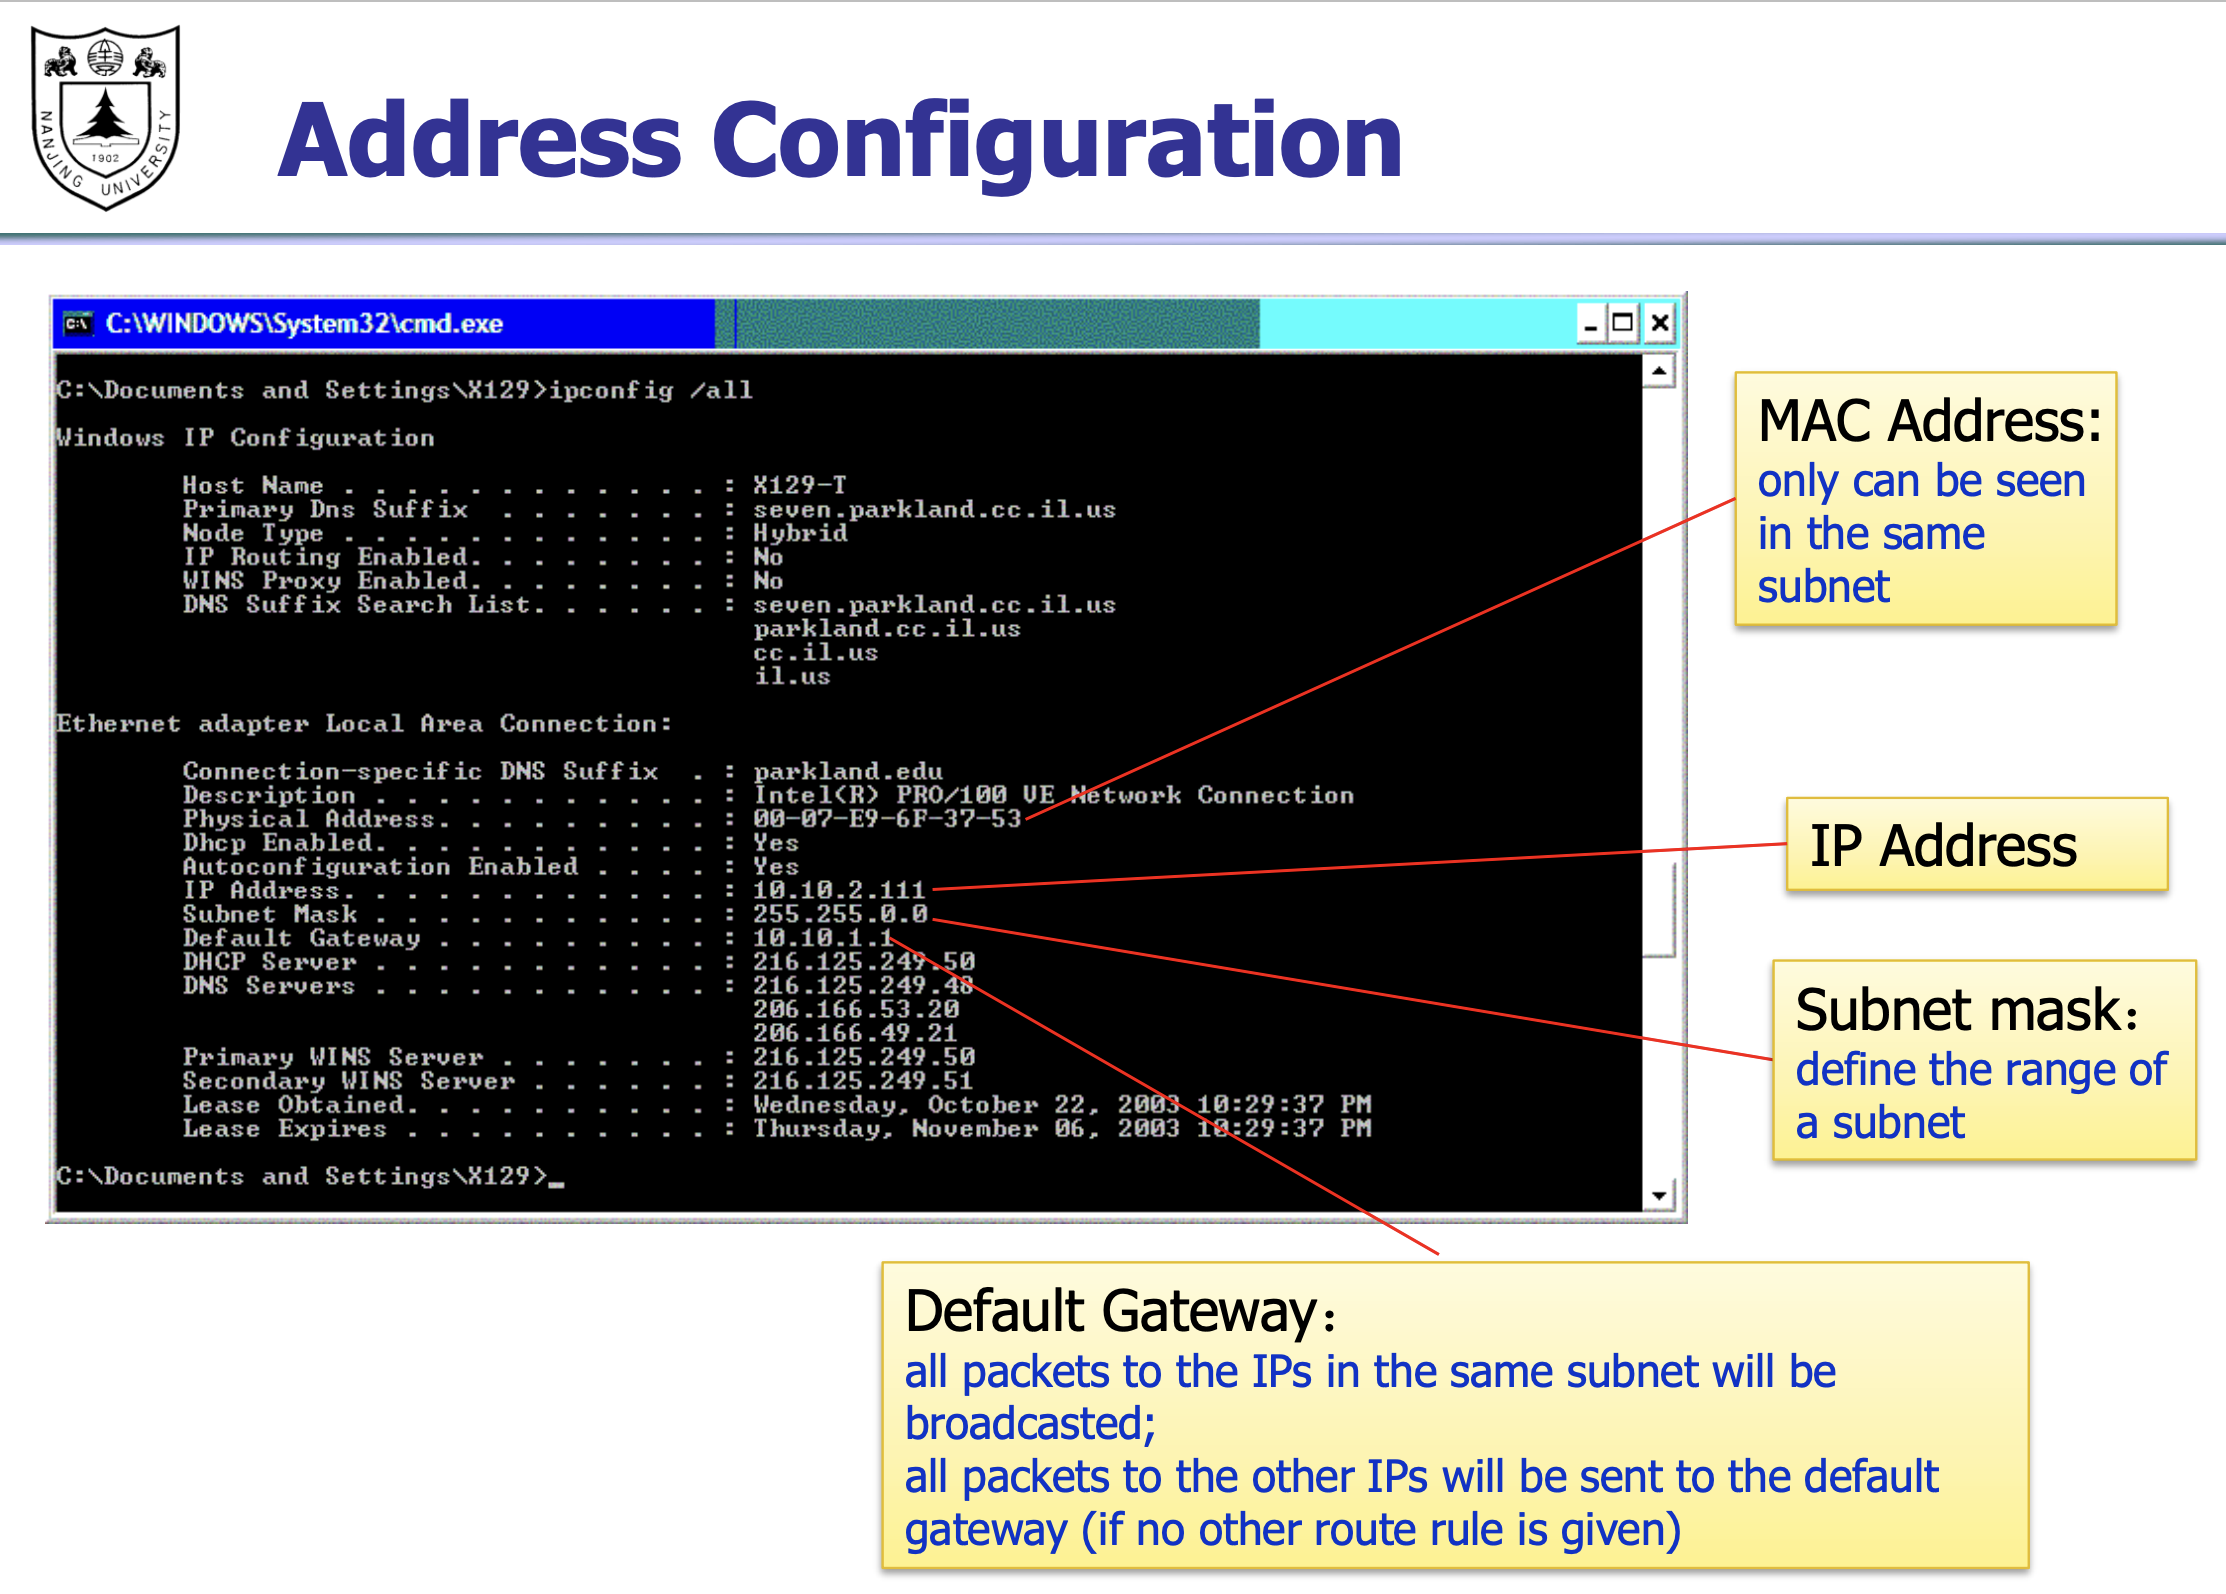 NANJING UNIVERSITY
1902
Address Configuration
C:\WINDOWS\System32\cmd.exe
C:\Documents and Settings\X129>ipconfig /all
Windows IP Configuration
Host Name . . . . . . . . . . . . : X129-T
Primary Dns Suffix  . . . . . . . : seven.parkland.cc.il.us
Node Type . . . . . . . . . . . . : Hybrid
IP Routing Enabled. . . . . . . . : No
WINS Proxy Enabled. . . . . . . . : No
DNS Suffix Search List. . . . . . : seven.parkland.cc.il.us
parkland.cc.il.us
cc.il.us
il.us
Ethernet adapter Local Area Connection:
Connection-specific DNS Suffix  . : parkland.edu
Description . . . . . . . . . . . : Intel(R) PRO/100 VE Network Connection
Physical Address. . . . . . . . . : 00-07-E9-6F-37-53
Dhcp Enabled. . . . . . . . . . . : Yes
Autoconfiguration Enabled . . . . : Yes
IP Address. . . . . . . . . . . . : 10.10.2.111
Subnet Mask . . . . . . . . . . . : 255.255.0.0
Default Gateway . . . . . . . . . : 10.10.1.1
DHCP Server . . . . . . . . . . . : 216.125.249.50
DNS Servers . . . . . . . . . . . : 216.125.249.48
206.166.53.20
206.166.49.21
Primary WINS Server . . . . . . . : 216.125.249.50
Secondary WINS Server . . . . . . : 216.125.249.51
Lease Obtained. . . . . . . . . . : Wednesday, October 22, 2003 10:29:37 PM
Lease Expires . . . . . . . . . . : Thursday, November 06, 2003 10:29:37 PM
C:\Documents and Settings\X129>_
MAC Address:
only can be seen
in the same
subnet
IP Address
Subnet mask：
define the range of
a subnet
Default Gateway：
all packets to the IPs in the same subnet will be
broadcasted;
all packets to the other IPs will be sent to the default
gateway (if no other route rule is given)